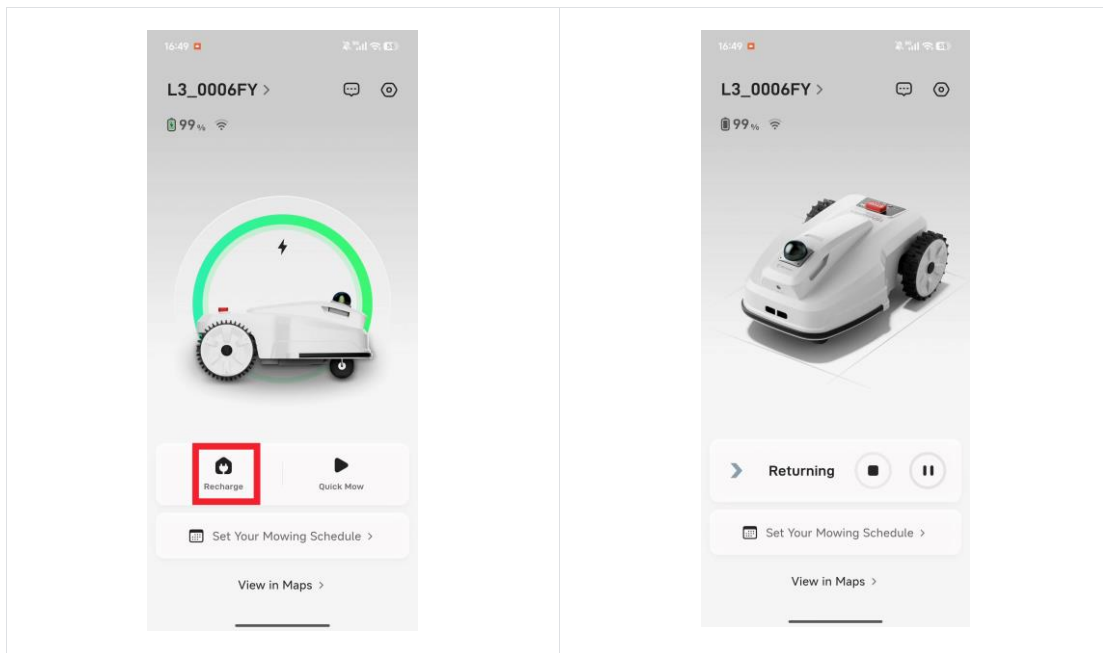 16:49
L3_0006FY >
99%
Recharge
Quick Mow
Set Your Mowing Schedule >
View in Maps >
16:49
L3_0006FY >
99%
Returning
Set Your Mowing Schedule >
View in Maps >